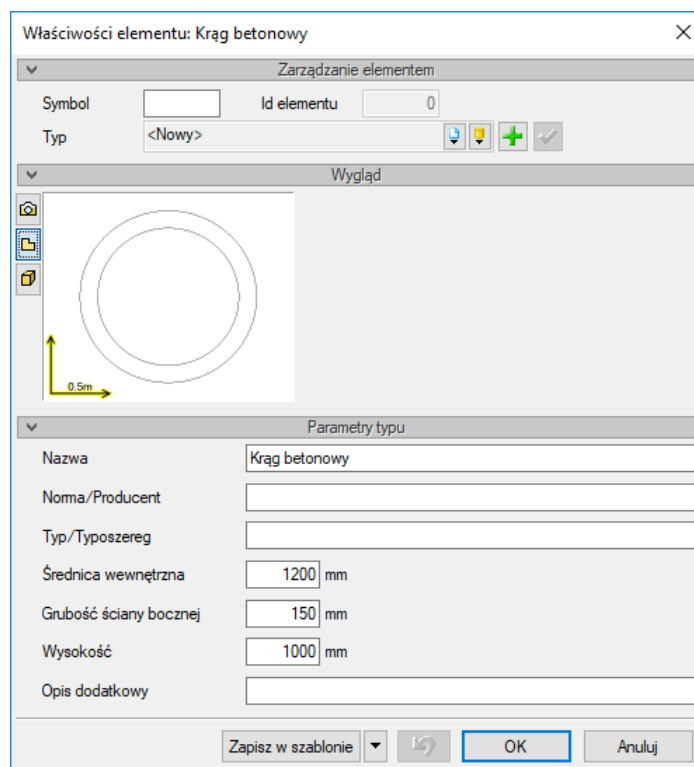 Właściwości elementu: Krąg betonowy
Zarządzanie elementem
Symbol Id elementu 0
Typ <Nowy>
Wygląd
0.5m
Parametry typu
Nazwa Krąg betonowy
Norma/Producent
Typ/Typoszereg
Średnica wewnętrzna 1200 mm
Grubość ściany bocznej 150 mm
Wysokość 1000 mm
Opis dodatkowy
Zapisz w szablonie OK Anuluj